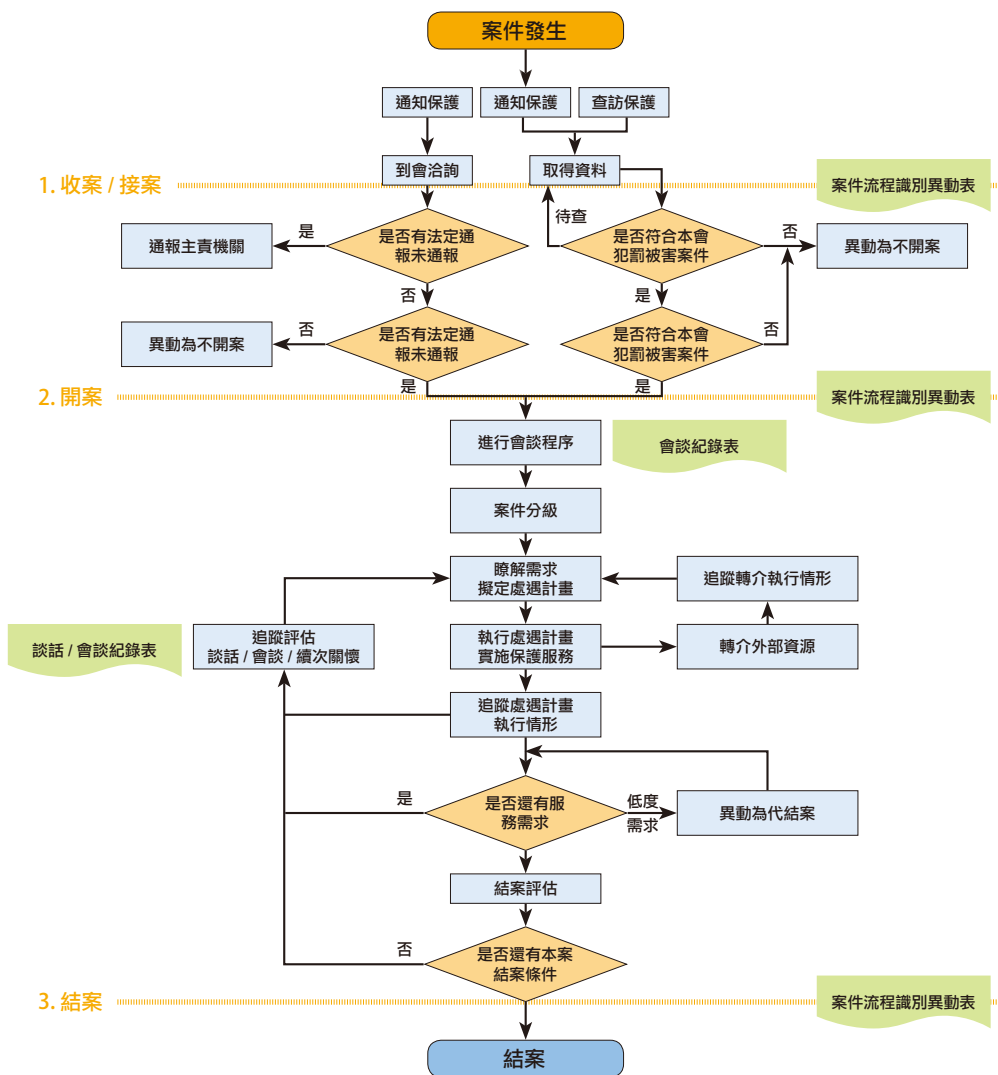 案件發生
通知保護
通知保護
查訪保護
到會洽詢
取得資料
1. 收案 / 接案
案件流程識別異動表
待查
是
通報主責機關
是否有法定通
報未通報
是否符合本會
犯罰被害案件
否
異動為不開案
否
是
否
異動為不開案
是否有法定通
報未通報
是否符合本會
犯罰被害案件
否
是
是
2. 開案
案件流程識別異動表
進行會談程序
會談紀錄表
案件分級
瞭解需求
擬定處遇計畫
追蹤轉介執行情形
談話 / 會談紀錄表
追蹤評估
談話 / 會談 / 續次關懷
執行處遇計畫
實施保護服務
轉介外部資源
追蹤處遇計畫
執行情形
是
是否還有服
務需求
低度
需求
異動為代結案
結案評估
否
是否還有本案
結案條件
3. 結案
案件流程識別異動表
結案